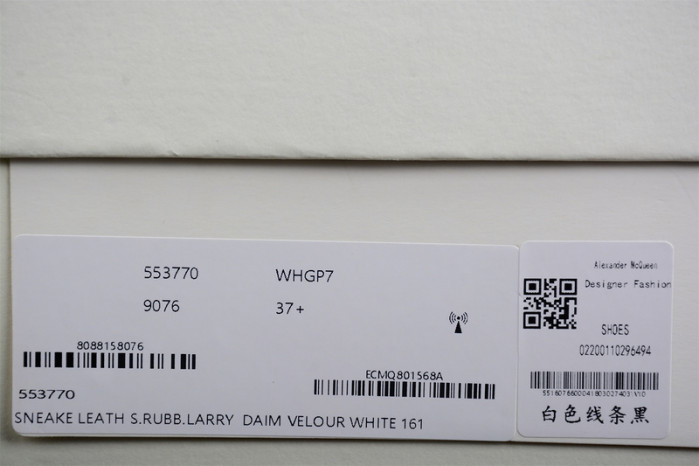 553770 WHGP7
9076 37+
8088158076
ECMQ801568A
553770
SNEAKE LEATH S.RUBB.LARRY DAIM VELOUR WHITE 161
Alexander McQueen
Designer Fashion
SHOES
02200110296494
白色线条黑